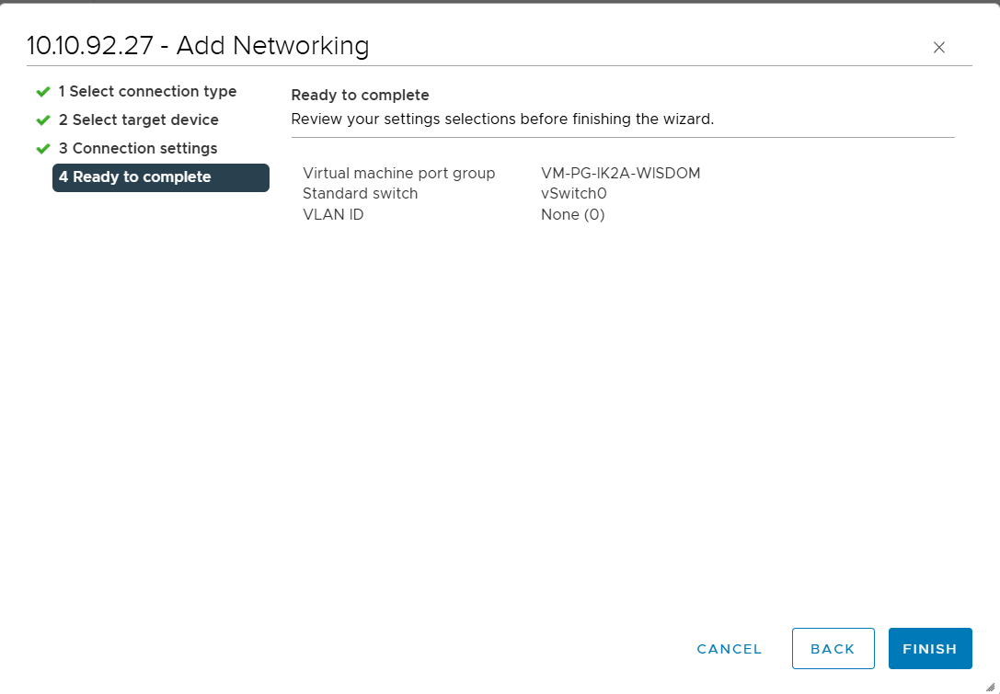 10.10.92.27 - Add Networking
1 Select connection type
2 Select target device
3 Connection settings
4 Ready to complete
Ready to complete
Review your settings selections before finishing the wizard.
Virtual machine port group VM-PG-IK2A-WISDOM
Standard switch vSwitch0
VLAN ID None (0)
CANCEL BACK FINISH